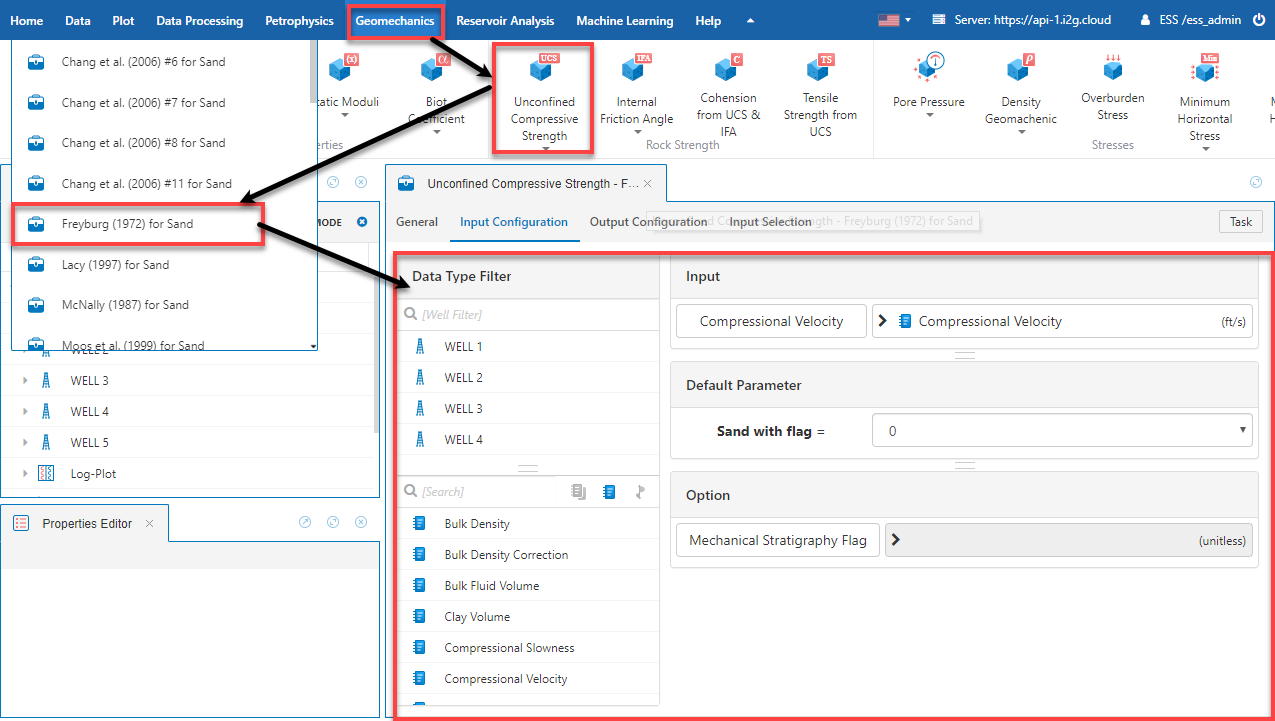 Home Data Plot Data Processing Petrophysics Geomechanics Reservoir Analysis Machine Learning Help Server: https://api-1.i2g.cloud ESS /ess_admin
Chang et al. (2006) #6 for Sand
Chang et al. (2006) #7 for Sand
Chang et al. (2006) #8 for Sand
Chang et al. (2006) #11 for Sand
Freyburg (1972) for Sand
Lacy (1997) for Sand
McNally (1987) for Sand
Moos et al. (1999) for Sand
(x)
tatic Moduli
α
Biot
Coefficient
erties
UCS
Unconfined
Compressive
Strength
IFA
Internal
Friction Angle
C
Cohension
from UCS &
IFA
TS
Tensile
Strength from
UCS
Rock Strength
Pore Pressure
ρ
Density
Geomachenic
Overburden
Stress
Min
Minimum
Horizontal
Stress
M
H
Stresses
MODE
WELL 2
WELL 3
WELL 4
WELL 5
Log-Plot
Properties Editor
Unconfined Compressive Strength - F...
General Input Configuration Output Configuration Input Selection Task
Unconfined Compressive Strength - Freyburg (1972) for Sand
Data Type Filter
[Well Filter]
WELL 1
WELL 2
WELL 3
WELL 4
[Search]
Bulk Density
Bulk Density Correction
Bulk Fluid Volume
Clay Volume
Compressional Slowness
Compressional Velocity
Input
Compressional Velocity Compressional Velocity (ft/s)
Default Parameter
Sand with flag = 0
Option
Mechanical Stratigraphy Flag (unitless)